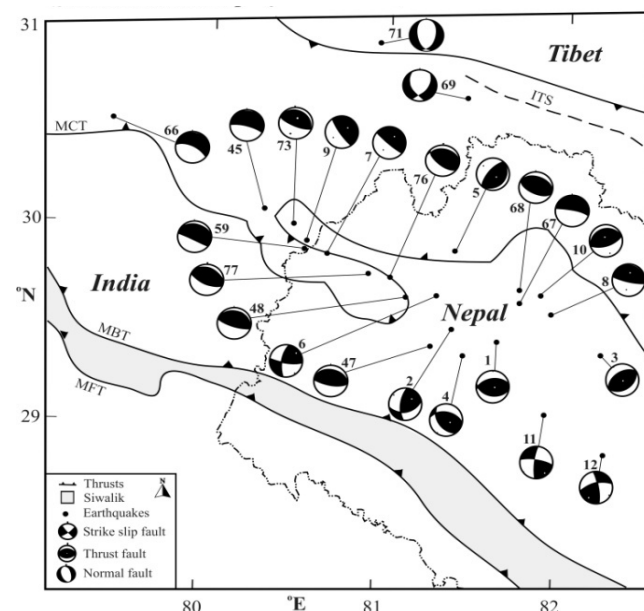 31
71
Tibet
69
ITS
MCT
66
45
73
9
7
76
5
68
67
10
8
30
59
77
India
°N
Nepal
48
6
MBT
MFT
47
2
4
1
3
29
11
12
Thrusts
N
Siwalik
Earthquakes
Strike slip fault
Thrust fault
Normal fault
80
°E
81
82